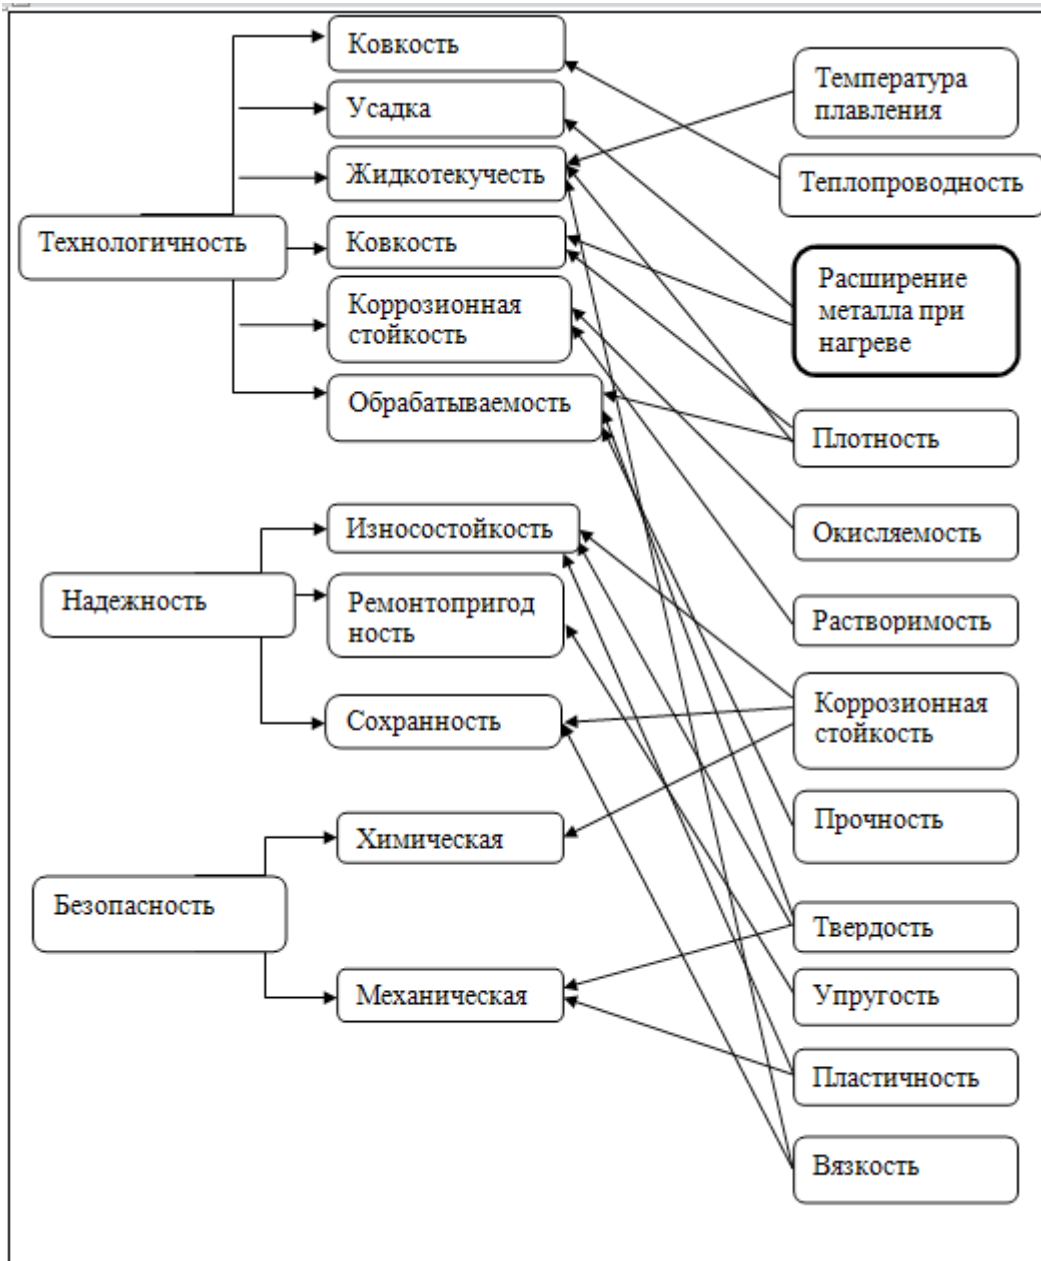 Ковкость
Усадка
Жидкотекучесть
Технологичность
Ковкость
Коррозионная
стойкость
Обрабатываемость
Износостойкость
Надежность
Ремонтопригод
ность
Сохранность
Химическая
Безопасность
Механическая
Температура
плавления
Теплопроводность
Расширение
металла при
нагреве
Плотность
Окисляемость
Растворимость
Коррозионная
стойкость
Прочность
Твердость
Упругость
Пластичность
Вязкость